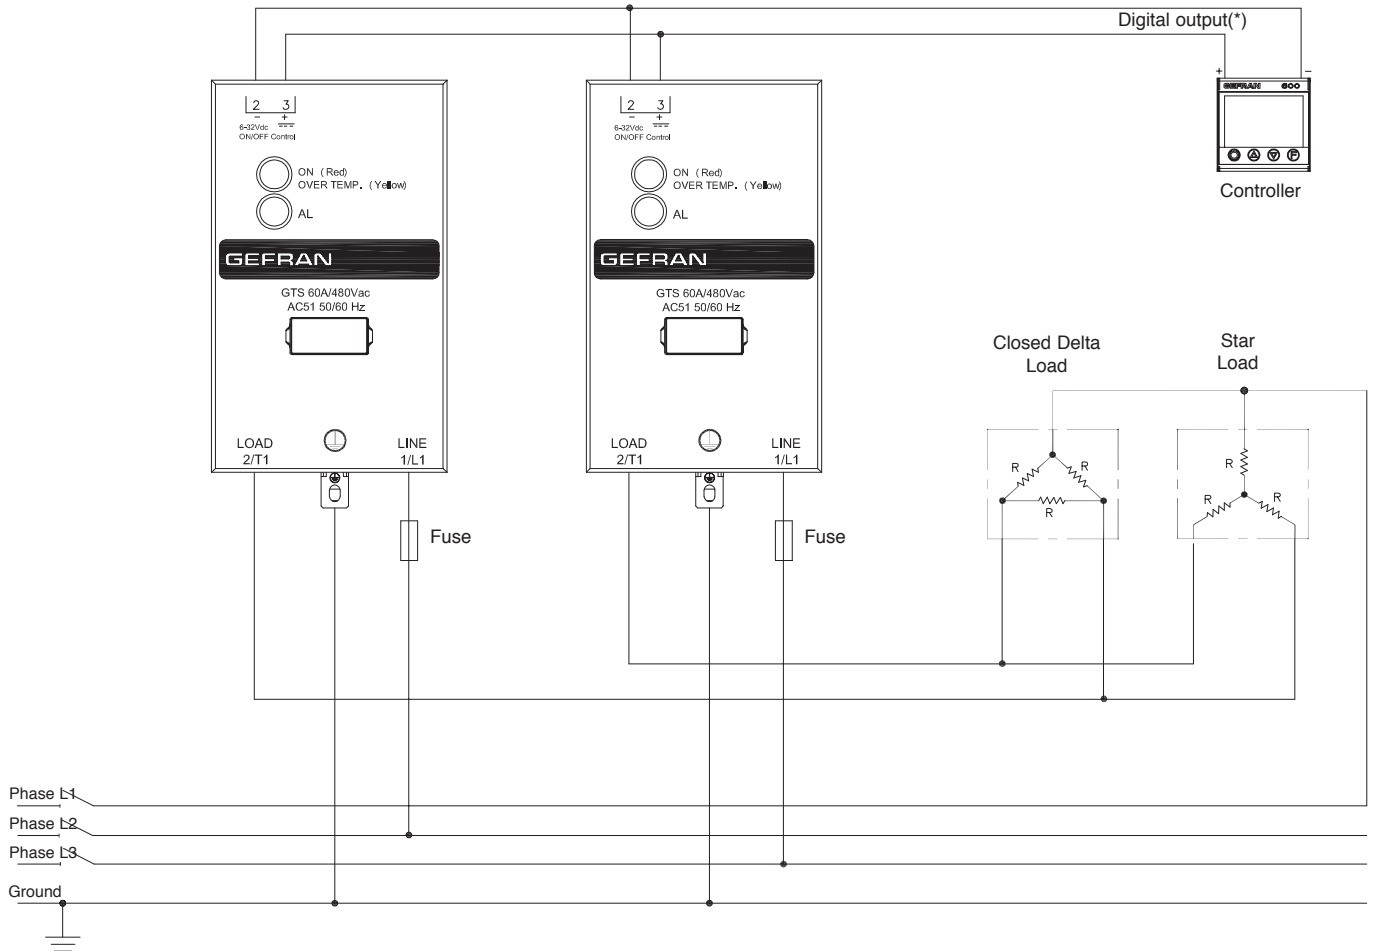 Digital output(*)
+ −
GEFRAN 600
F
Controller
2 3
− +
6-32Vdc
ON/OFF Control
ON (Red)
OVER TEMP. (Yellow)
AL
GEFRAN
GTS 60A/480Vac
AC51 50/60 Hz
LOAD
2/T1
LINE
1/L1
Fuse
2 3
− +
6-32Vdc
ON/OFF Control
ON (Red)
OVER TEMP. (Yellow)
AL
GEFRAN
GTS 60A/480Vac
AC51 50/60 Hz
LOAD
2/T1
LINE
1/L1
Fuse
Closed Delta
Load
R
R
R
Star
Load
R
R
R
Phase L1
Phase L2
Phase L3
Ground